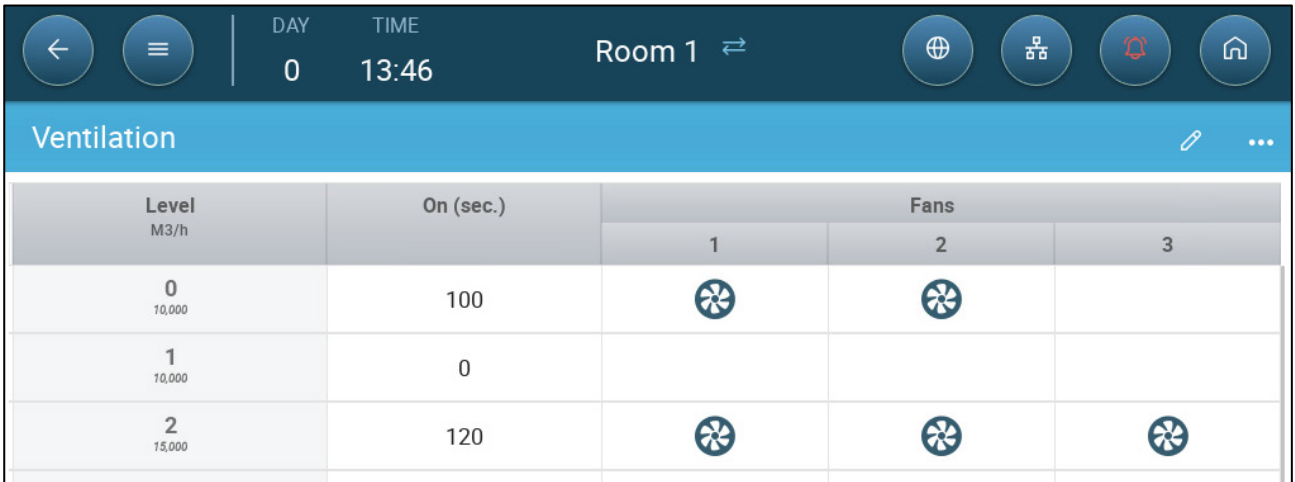 DAY TIME
0 13:46
Room 1
Ventilation
Level On (sec.) Fans
M3/h
1 2 3
0 100
10,000
1 0
10,000
2 120
15,000